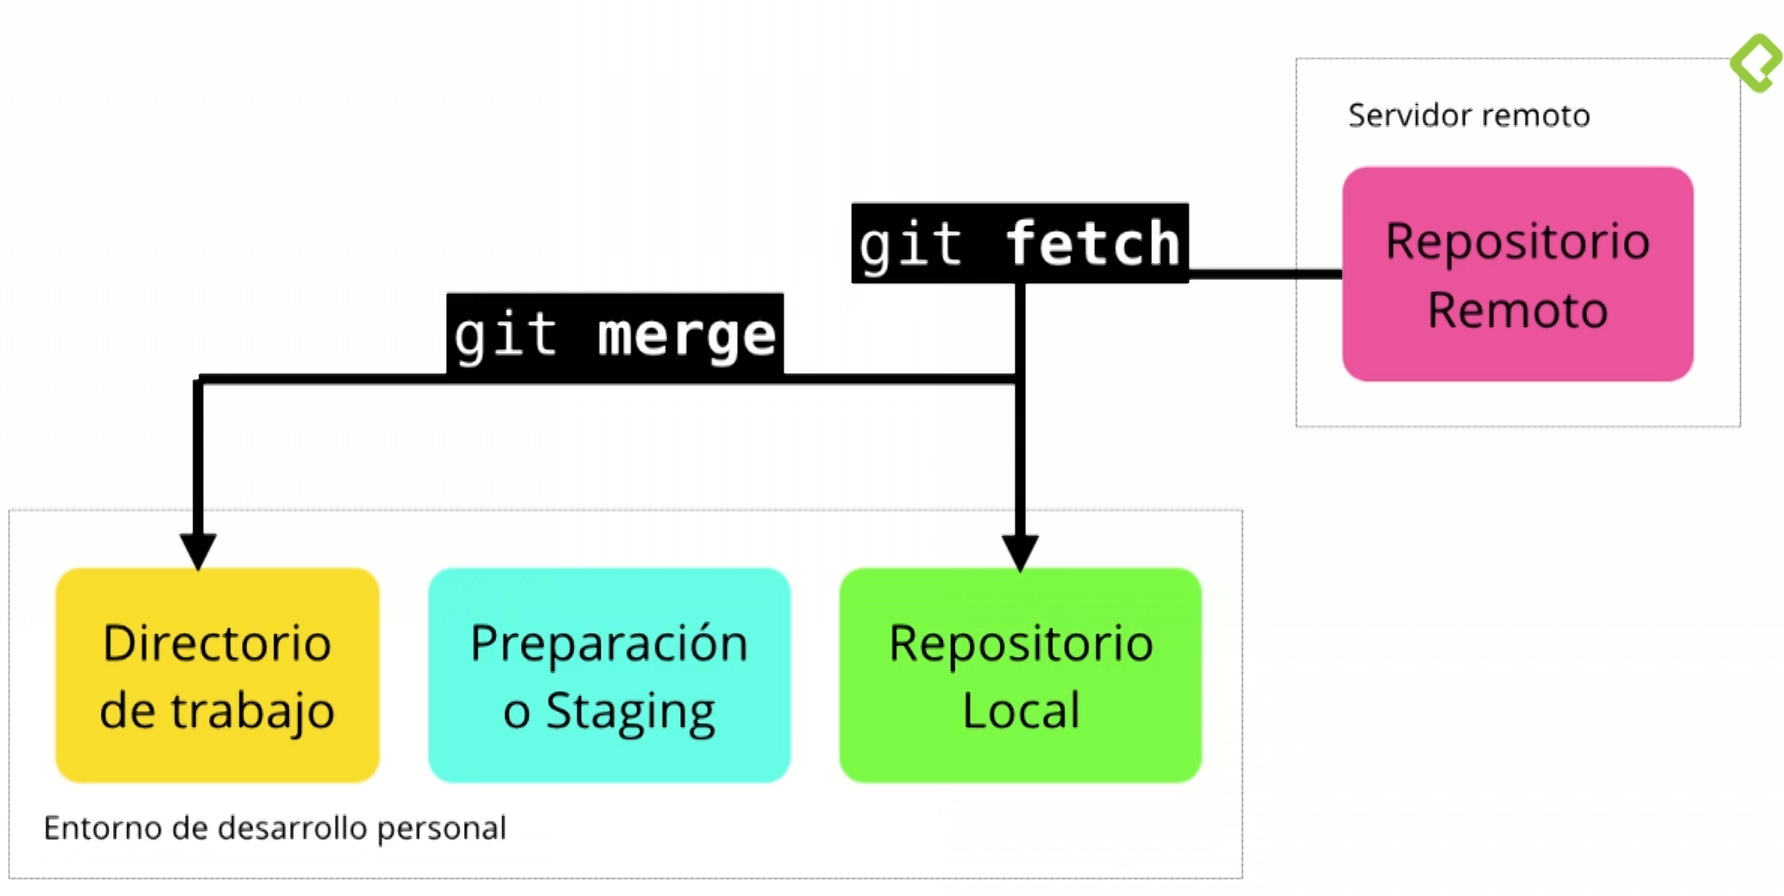 Servidor remoto
git fetch
Repositorio
Remoto
git merge
Directorio
de trabajo
Preparación
o Staging
Repositorio
Local
Entorno de desarrollo personal